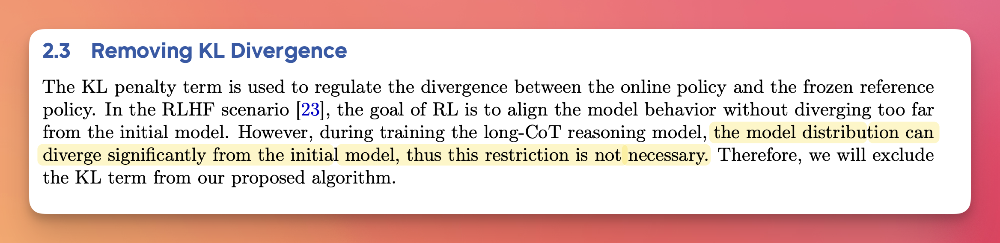 2.3 Removing KL Divergence
The KL penalty term is used to regulate the divergence between the online policy and the frozen reference
policy. In the RLHF scenario [23], the goal of RL is to align the model behavior without diverging too far
from the initial model. However, during training the long-CoT reasoning model, the model distribution can
diverge significantly from the initial model, thus this restriction is not necessary. Therefore, we will exclude
the KL term from our proposed algorithm.